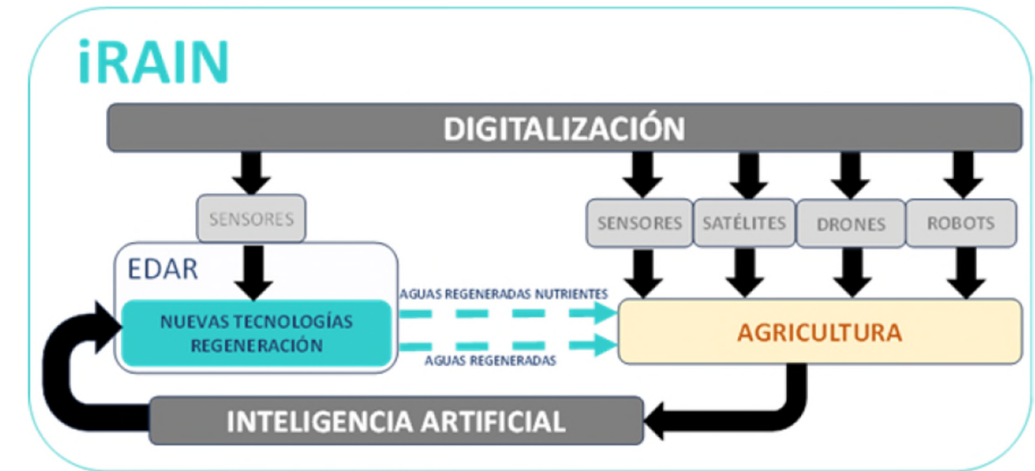 iRAIN
DIGITALIZACIÓN
SENSORES
SENSORES
SATÉLITES
DRONES
ROBOTS
EDAR
NUEVAS TECNOLOGÍAS
REGENERACIÓN
AGUAS REGENERADAS NUTRIENTES
AGUAS REGENERADAS
AGRICULTURA
INTELIGENCIA ARTIFICIAL